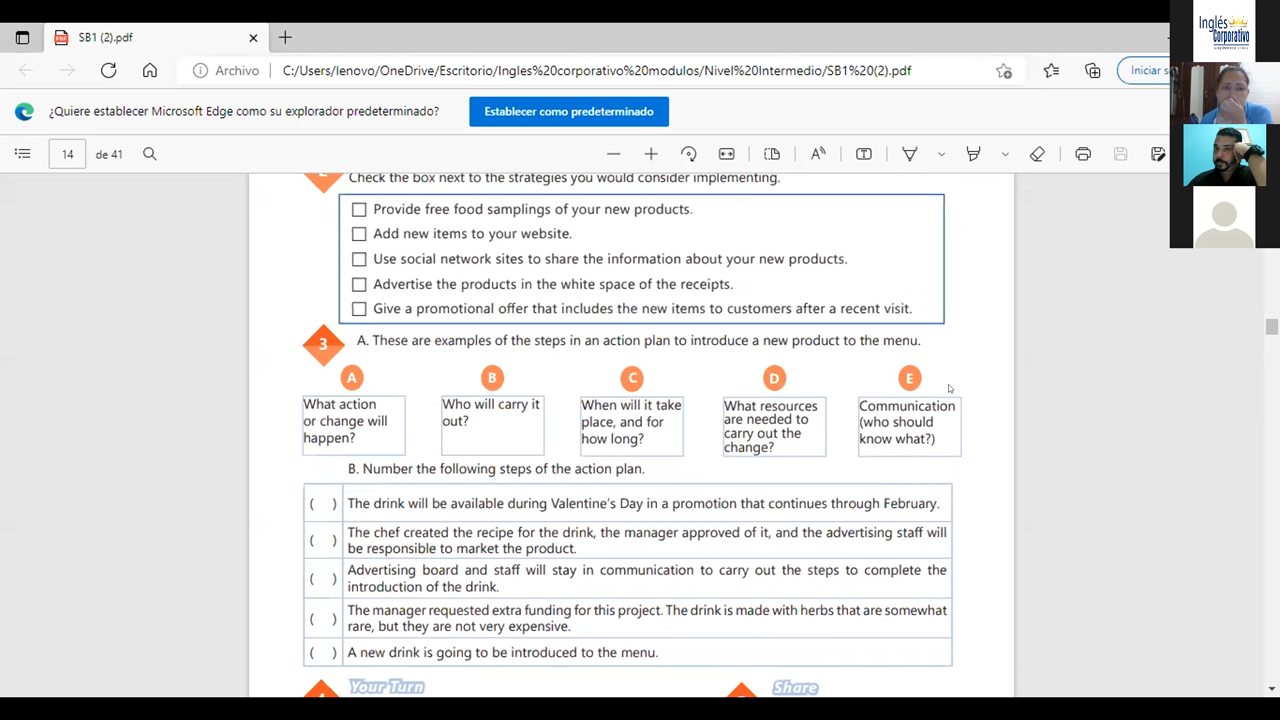 SB1 (2).pdf
Archivo
C:/Users/lenovo/OneDrive/Escritorio/Ingles%20corporativo%20modulos/Nivel%20Intermedio/SB1%20(2).pdf
Iniciar s
Inglés
Corporativo
¿Quiere establecer Microsoft Edge como su explorador predeterminado?
Establecer como predeterminado
14 de 41
2
Check the box next to the strategies you would consider implementing.
Provide free food samplings of your new products.
Add new items to your website.
Use social network sites to share the information about your new products.
Advertise the products in the white space of the receipts.
Give a promotional offer that includes the new items to customers after a recent visit.
3
A. These are examples of the steps in an action plan to introduce a new product to the menu.
A
What action
or change will
happen?
B
Who will carry it
out?
C
When will it take
place, and for
how long?
D
What resources
are needed to
carry out the
change?
E
Communication
(who should
know what?)
B. Number the following steps of the action plan.
( ) The drink will be available during Valentine's Day in a promotion that continues through February.
( ) The chef created the recipe for the drink, the manager approved of it, and the advertising staff will
be responsible to market the product.
( ) Advertising board and staff will stay in communication to carry out the steps to complete the
introduction of the drink.
( ) The manager requested extra funding for this project. The drink is made with herbs that are somewhat
rare, but they are not very expensive.
( ) A new drink is going to be introduced to the menu.
Your Turn
Share